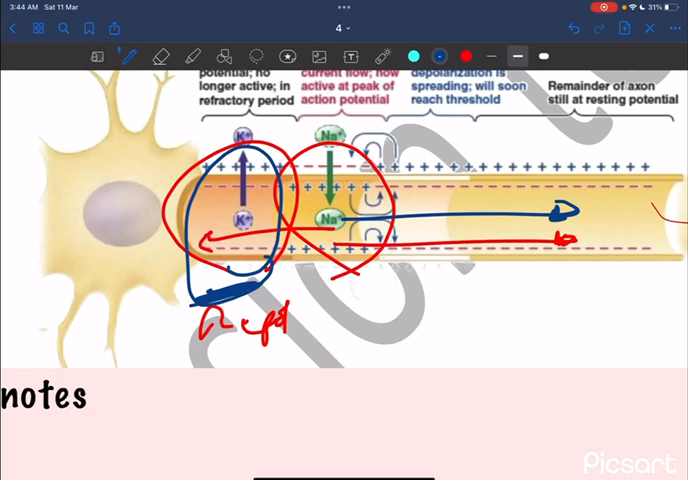 3:44 AM Sat 11 Mar
31%
4
potential; no
longer active; in
refractory period
current flow; now
active at peak of
action potential
depolarization is
spreading; will soon
reach threshold
Remainder of axon
still at resting potential
K+
Na+
K+
Na+
notes
Picsart